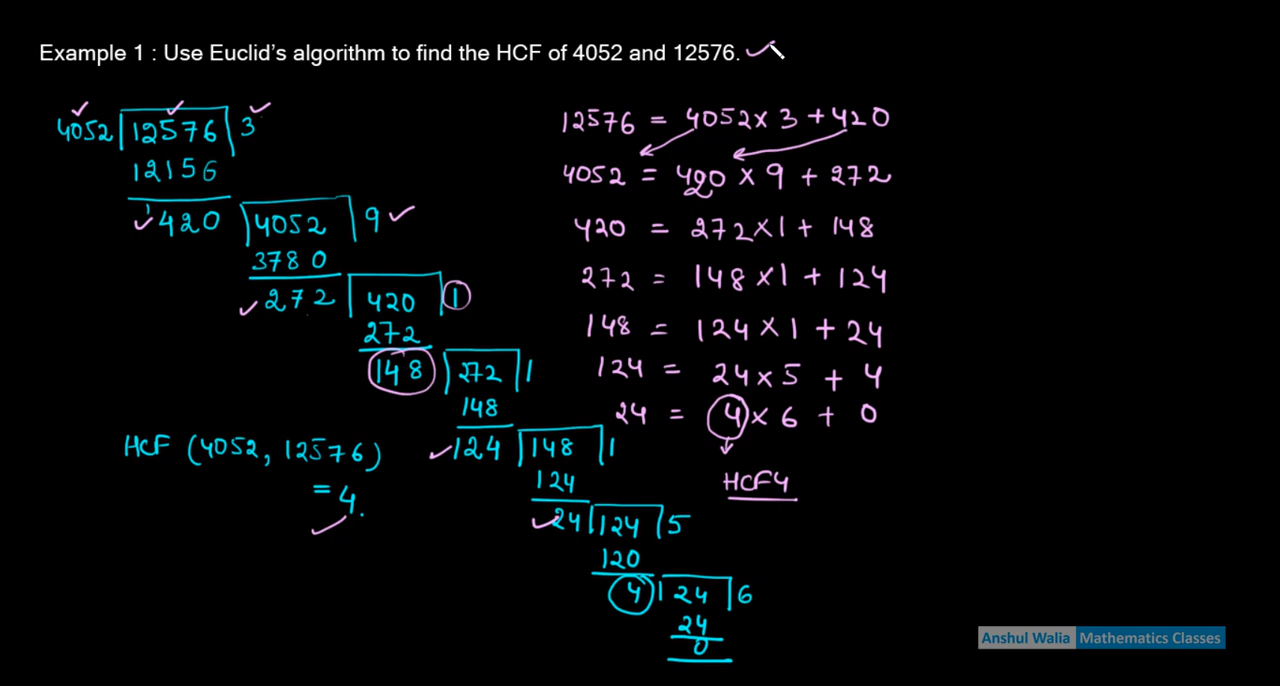 Example 1 : Use Euclid's algorithm to find the HCF of 4052 and 12576.
4052 12576 3
12156
420 4052 9
3780
272 420 1
272
148 272 1
148
124 148 1
124
24 124 5
120
4 24 6
24
0
HCF (4052, 12576)
= 4.
12576 = 4052 × 3 + 420
4052 = 420 × 9 + 272
420 = 272 × 1 + 148
272 = 148 × 1 + 124
148 = 124 × 1 + 24
124 = 24 × 5 + 4
24 = 4 × 6 + 0
HCF 4
Anshul Walia Mathematics Classes